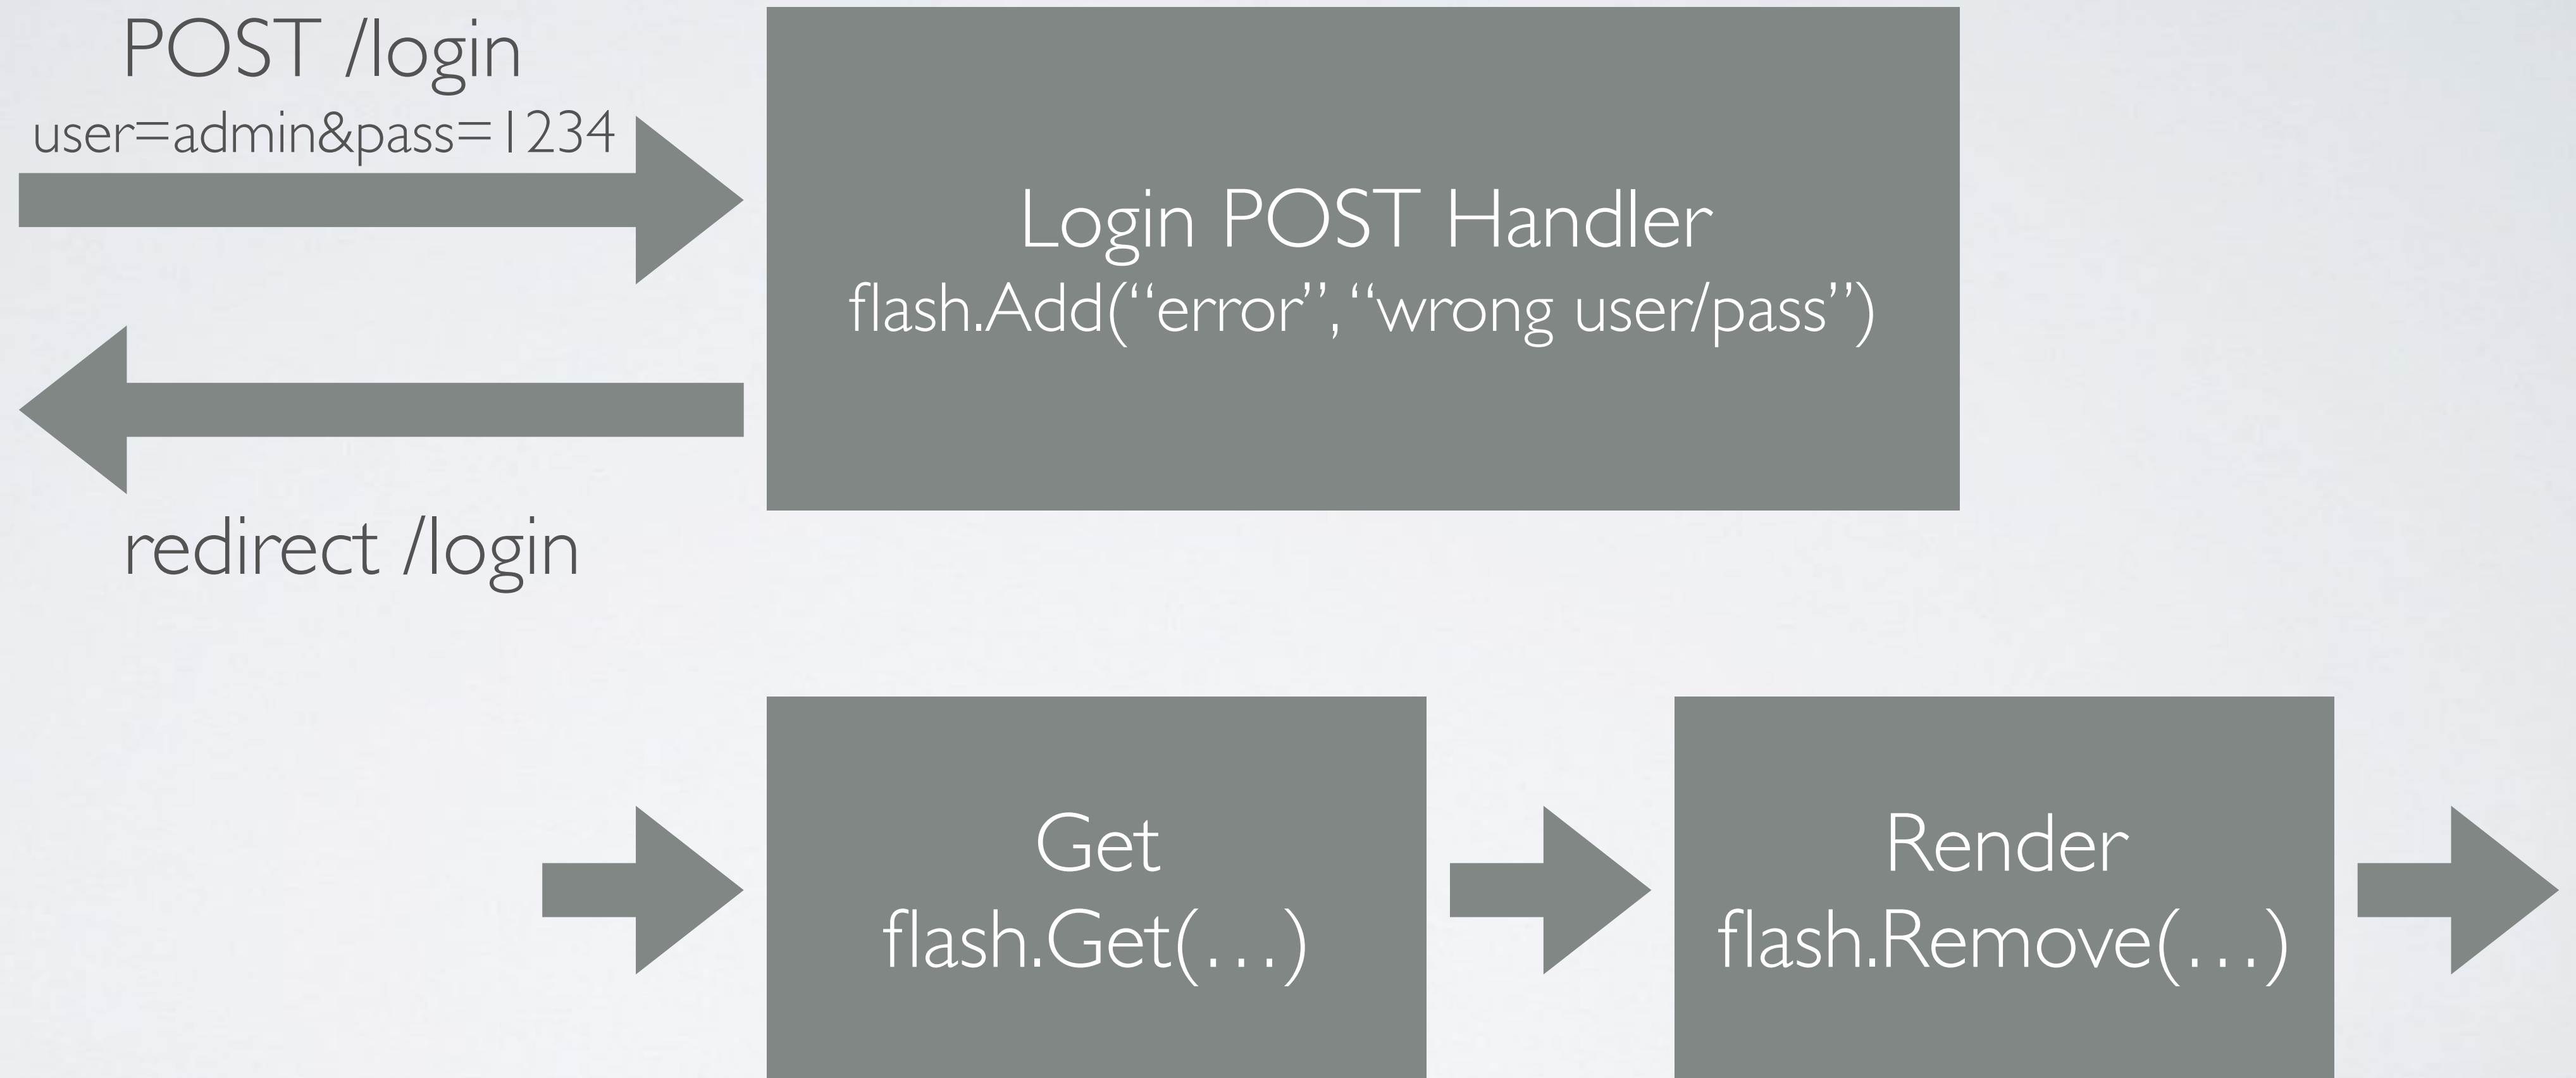 POST /login
user=admin&pass=1234
Login POST Handler
flash.Add(“error”, “wrong user/pass”)
redirect /login
Get
flash.Get(…)
Render
flash.Remove(…)